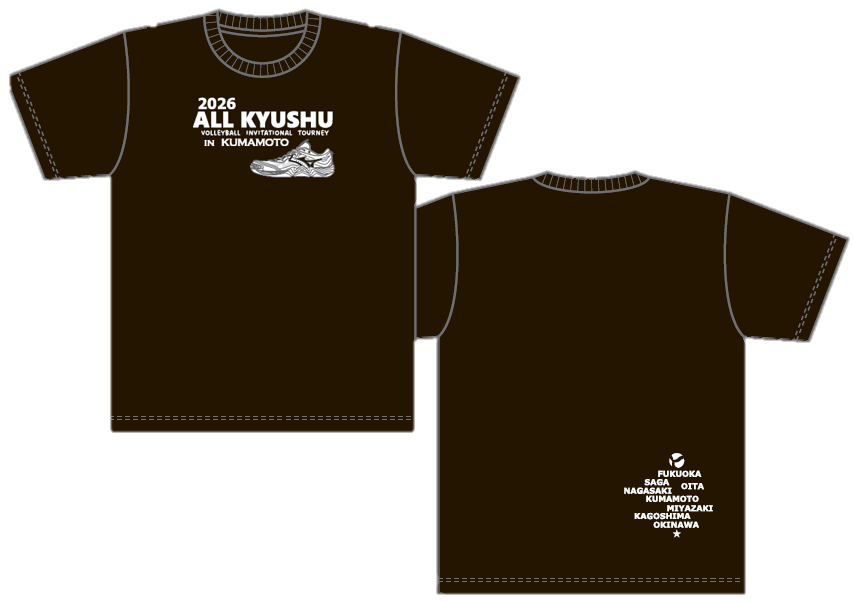 2026
ALL KYUSHU
VOLLEYBALL INVITATIONAL TOURNEY
IN KUMAMOTO
FUKUOKA
SAGA OITA
NAGASAKI
KUMAMOTO
MIYAZAKI
KAGOSHIMA
OKINAWA